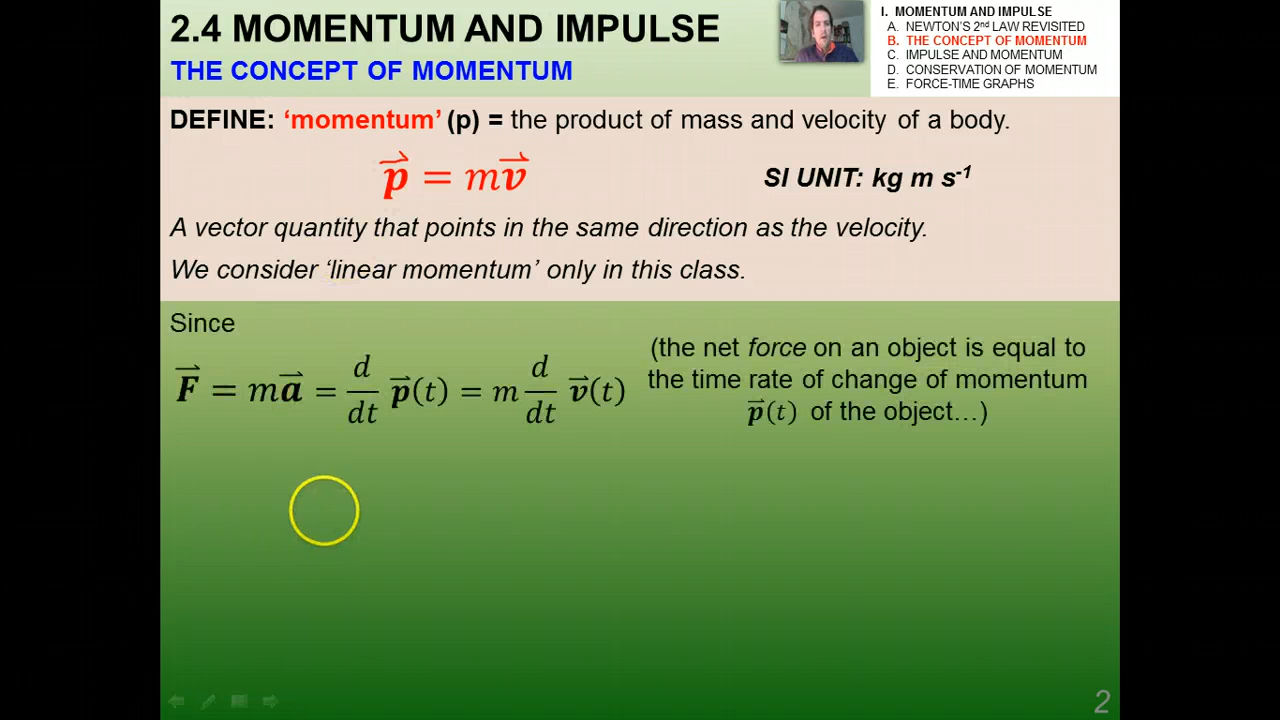 2.4 MOMENTUM AND IMPULSE
THE CONCEPT OF MOMENTUM
I. MOMENTUM AND IMPULSE
A. NEWTON'S 2nd LAW REVISITED
B. THE CONCEPT OF MOMENTUM
C. IMPULSE AND MOMENTUM
D. CONSERVATION OF MOMENTUM
E. FORCE-TIME GRAPHS
DEFINE: ‘momentum’ (p) = the product of mass and velocity of a body.
p⃗ = mv⃗
SI UNIT: kg m s⁻¹
A vector quantity that points in the same direction as the velocity.
We consider ‘linear momentum’ only in this class.
Since
F⃗ = ma⃗ = d/dt p⃗(t) = m d/dt v⃗(t)
(the net force on an object is equal to
the time rate of change of momentum
p⃗(t) of the object…)
2